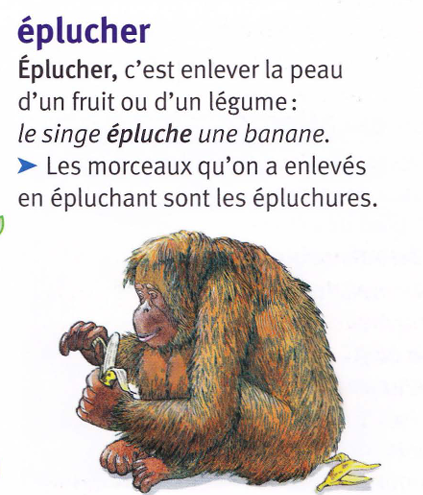 éplucher
Éplucher, c'est enlever la peau
d'un fruit ou d'un légume :
le singe épluche une banane.
➤ Les morceaux qu'on a enlevés
en épluchant sont les épluchures.